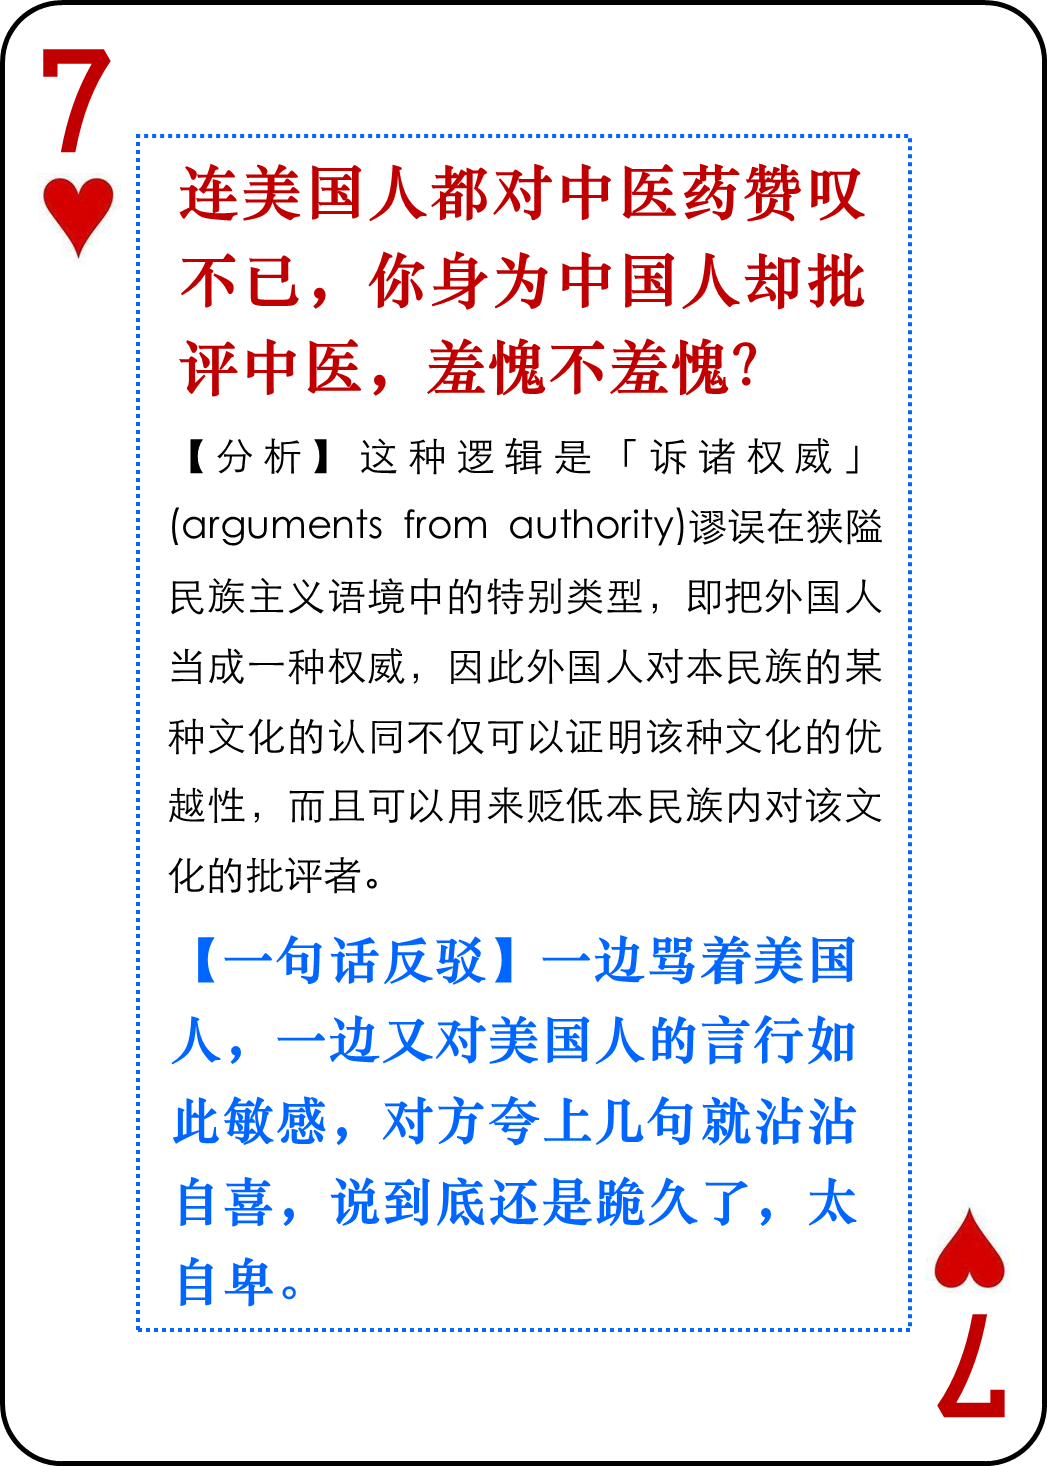 7
连美国人都对中医药赞叹
不已，你身为中国人却批
评中医，羞愧不羞愧？
【分析】这种逻辑是「诉诸权威」
(arguments from authority)谬误在狭隘
民族主义语境中的特别类型，即把外国人
当成一种权威，因此外国人对本民族的某
种文化的认同不仅可以证明该种文化的优
越性，而且可以用来贬低本民族内对该文
化的批评者。
【一句话反驳】一边骂着美国
人，一边又对美国人的言行如
此敏感，对方夸上几句就沾沾
自喜，说到底还是跪久了，太
自卑。
7